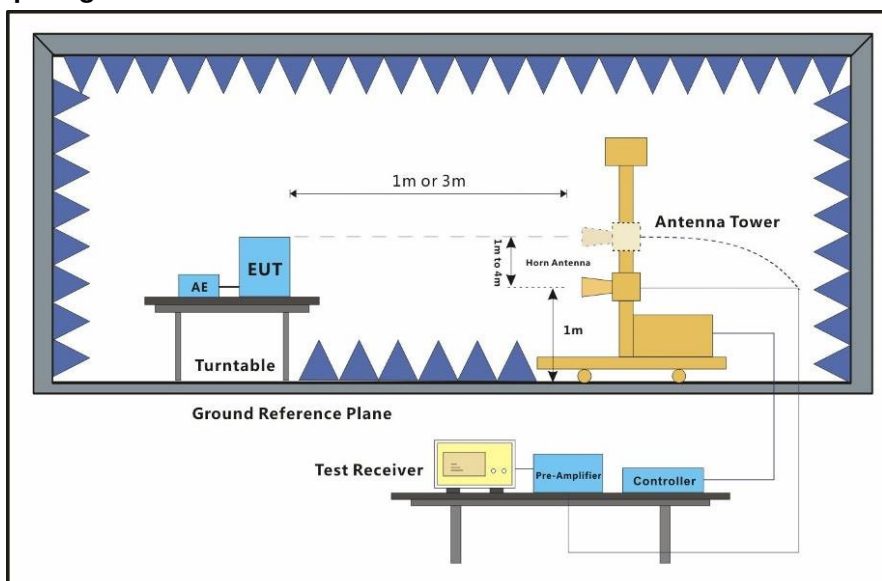 1m or 3m
Antenna Tower
1m to 4m
Horn Antenna
EUT
AE
1m
Turntable
Ground Reference Plane
Test Receiver
Pre-Amplifier
Controller